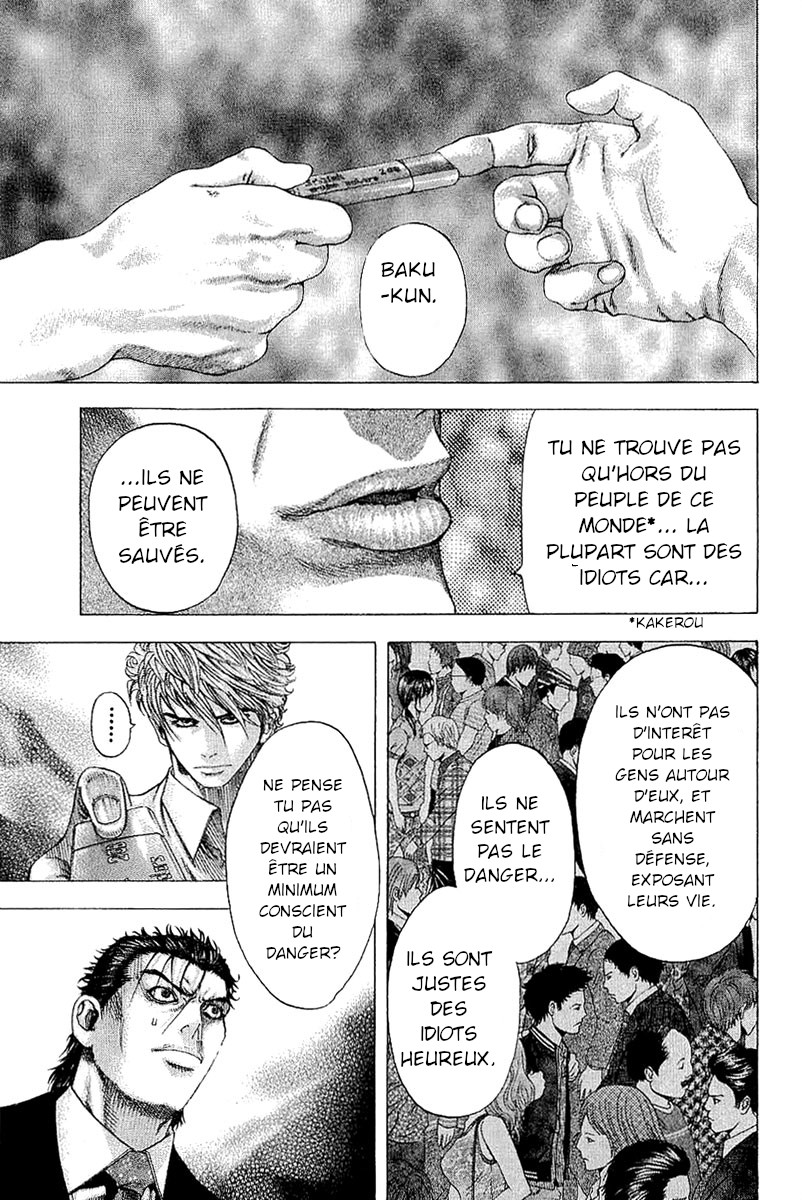 BAKU
-KUN.
TU NE TROUVE PAS
QU'HORS DU
PEUPLE DE CE
MONDE*... LA
PLUPART SONT DES
IDIOTS CAR...
*KAKEROU
...ILS NE
PEUVENT
ÊTRE
SAUVÉS.
ILS N'ONT PAS
D'INTERÊT
POUR LES
GENS AUTOUR
D'EUX, ET
MARCHENT
SANS
DÉFENSE,
EXPOSANT
LEURS VIE.
ILS NE
SENTENT
PAS LE
DANGER...
ILS SONT
JUSTES
DES
IDIOTS
HEUREUX.
......
NE PENSE
TU PAS
QU'ILS
DEVRAIENT
ÊTRE UN
MINIMUM
CONSCIENT
DU
DANGER?